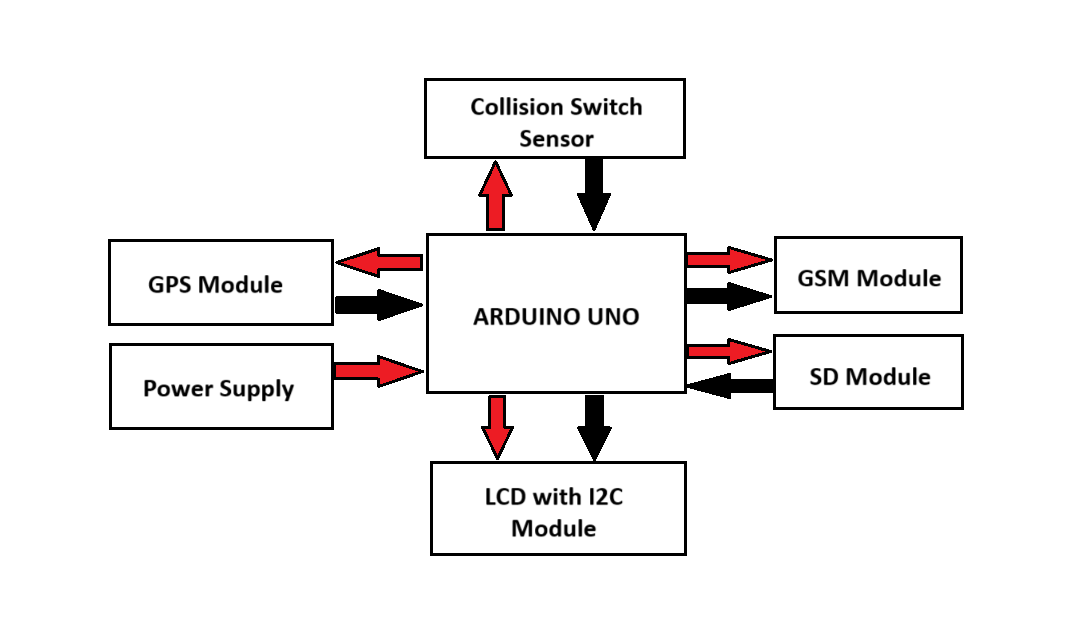 Collision Switch
Sensor
GPS Module
ARDUINO UNO
GSM Module
Power Supply
SD Module
LCD with I2C
Module